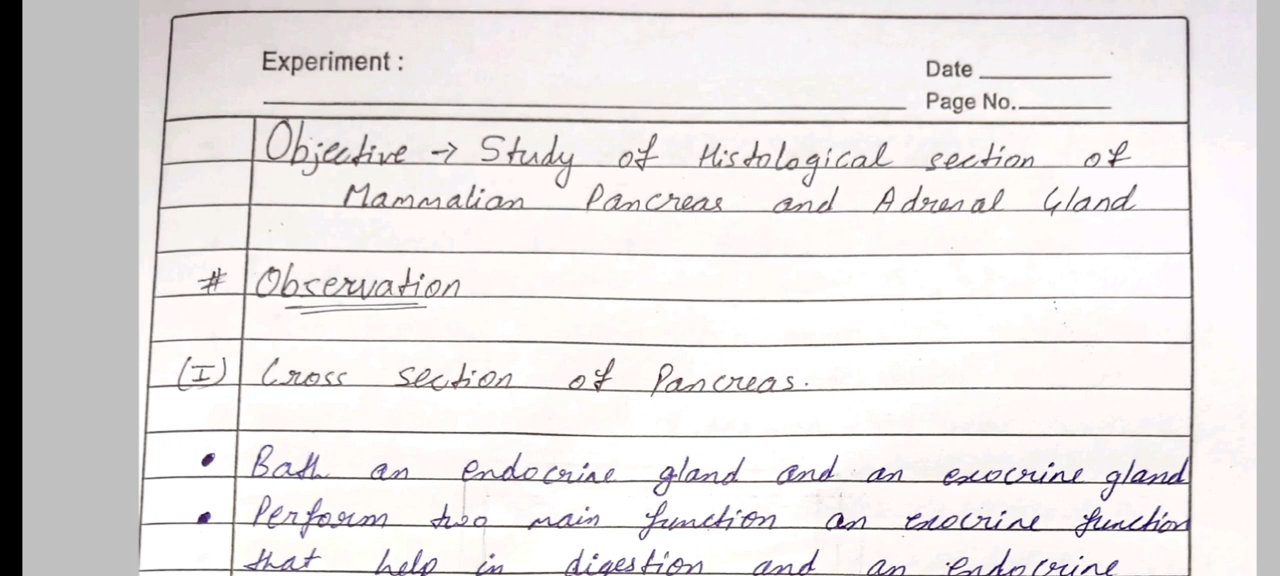 Experiment :
Date
Page No.
Objective → Study of Histological section of
Mammalian Pancreas and Adrenal Gland
# Observation
(I) Cross section of Pancreas.
• Both an endocrine gland and an exocrine gland
• Perform two main function an exocrine function
that help in digestion and an endocrine